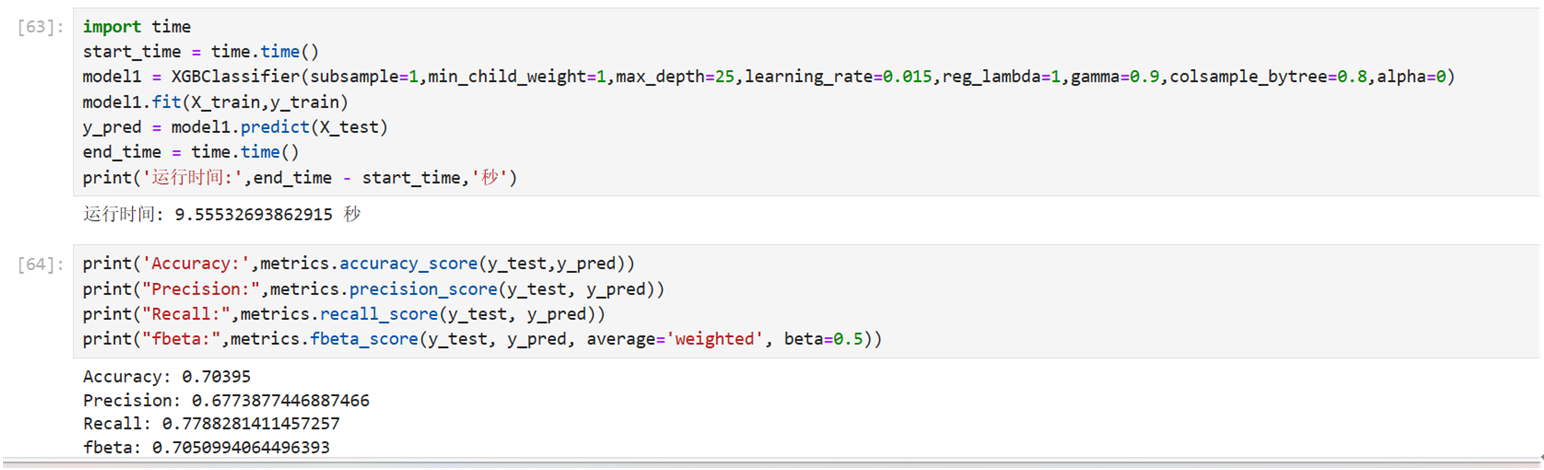 [63]:
import time
start_time = time.time()
model1 = XGBClassifier(subsample=1,min_child_weight=1,max_depth=25,learning_rate=0.015,reg_lambda=1,gamma=0.9,colsample_bytree=0.8,alpha=0)
model1.fit(X_train,y_train)
y_pred = model1.predict(X_test)
end_time = time.time()
print('运行时间:',end_time - start_time,'秒')
运行时间: 9.55532693862915 秒
[64]:
print('Accuracy:',metrics.accuracy_score(y_test,y_pred))
print("Precision:",metrics.precision_score(y_test, y_pred))
print("Recall:",metrics.recall_score(y_test, y_pred))
print("fbeta:",metrics.fbeta_score(y_test, y_pred, average='weighted', beta=0.5))
Accuracy: 0.70395
Precision: 0.6773877446887466
Recall: 0.7788281411457257
fbeta: 0.7050994064496393